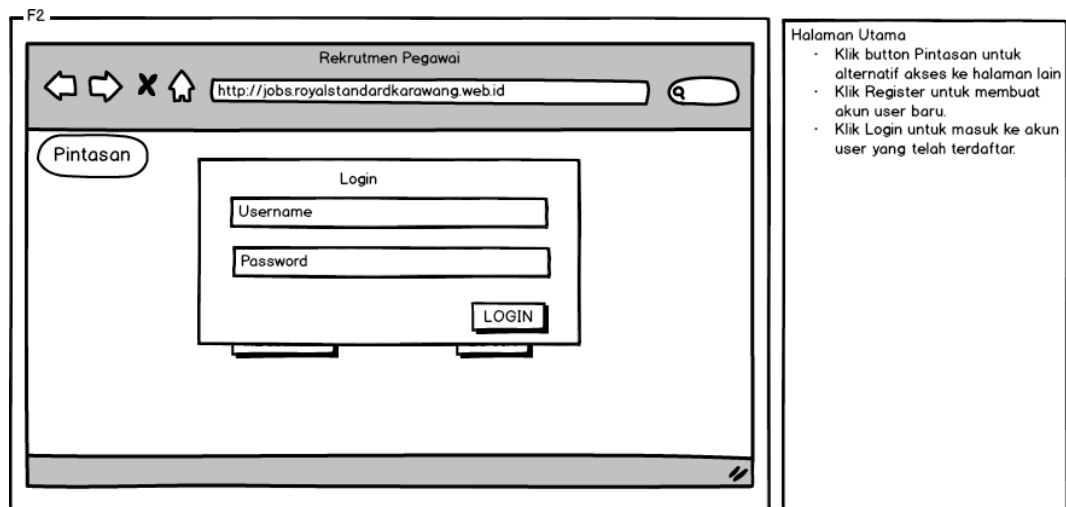 F2
Rekrutmen Pegawai
http://jobs.royalstandardkarawang.web.id
Pintasan
Login
Username
Password
LOGIN
Halaman Utama
· Klik button Pintasan untuk
alternatif akses ke halaman lain
· Klik Register untuk membuat
akun user baru.
· Klik Login untuk masuk ke akun
user yang telah terdaftar.